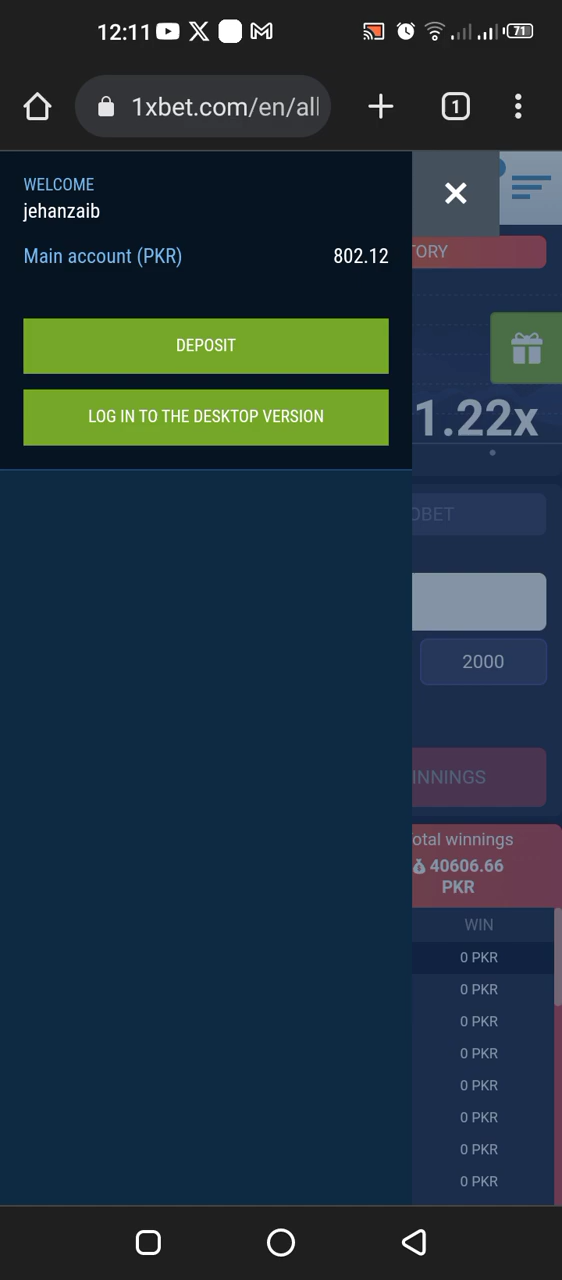 12:11
71
1xbet.com/en/all
1
WELCOME
jehanzaib
Main account (PKR) 802.12
DEPOSIT
LOG IN TO THE DESKTOP VERSION
TORY
1.22x
OBET
2000
INNINGS
otal winnings
40606.66
PKR
WIN
0 PKR
0 PKR
0 PKR
0 PKR
0 PKR
0 PKR
0 PKR
0 PKR